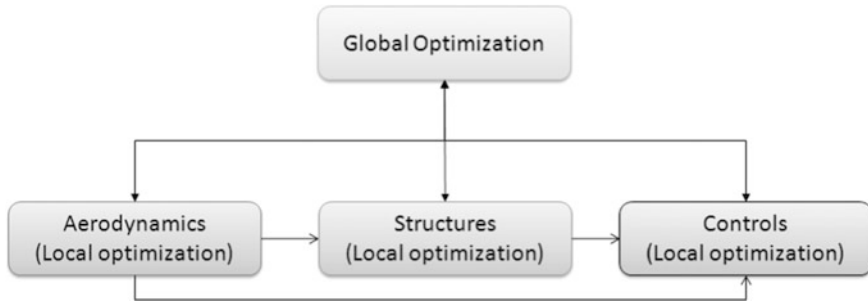 Global Optimization
Aerodynamics
(Local optimization)
Structures
(Local optimization)
Controls
(Local optimization)